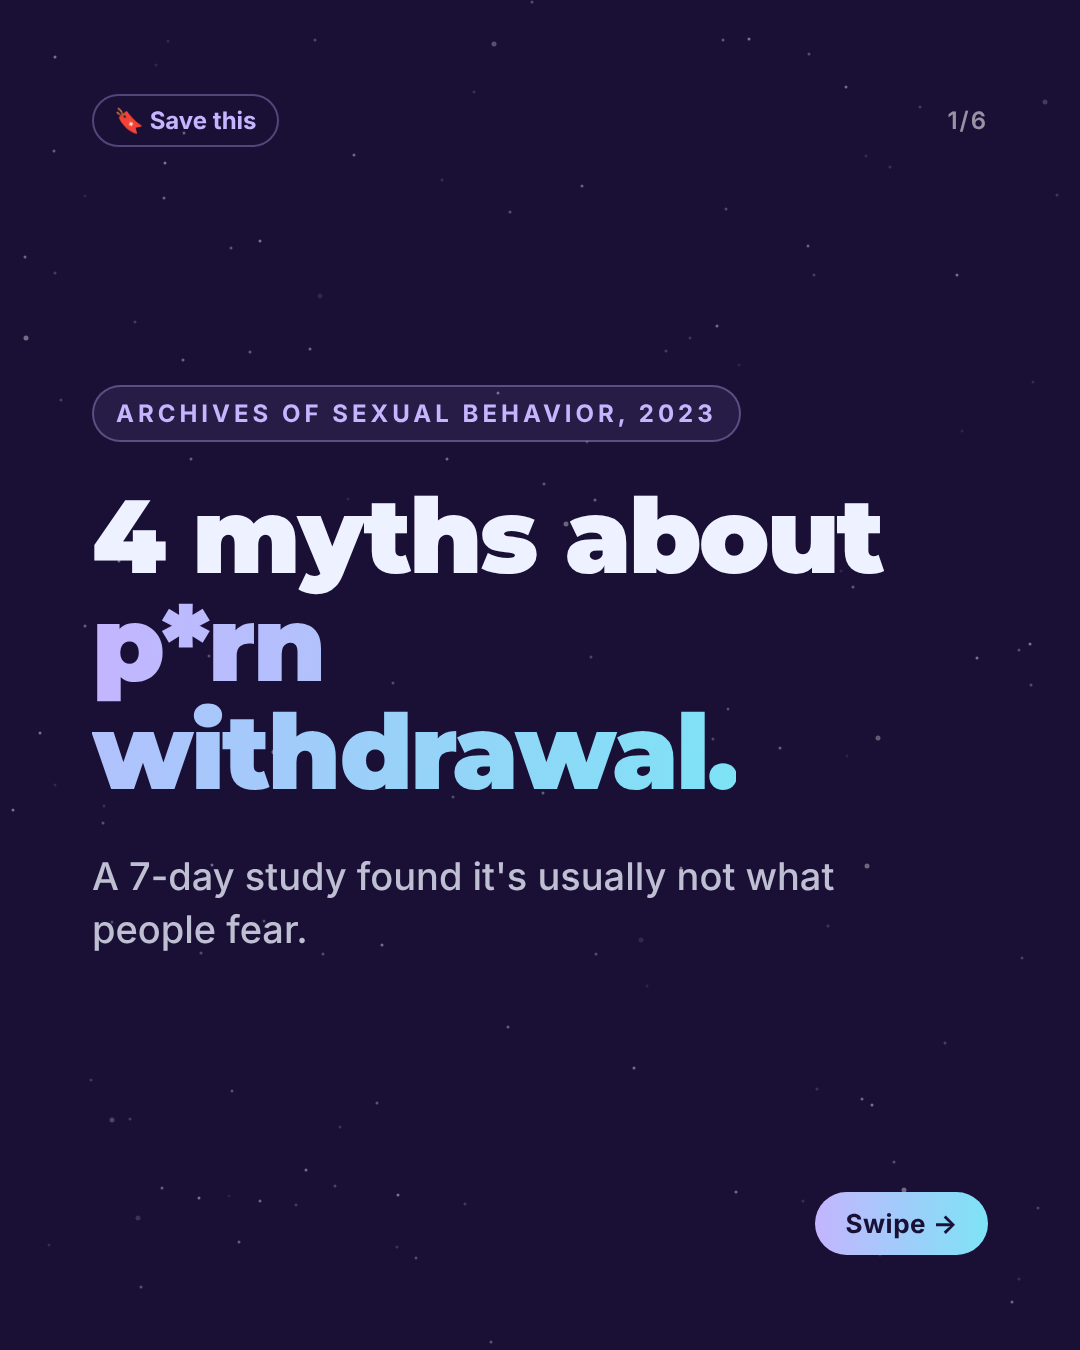 🔖 Save this
1/6
ARCHIVES OF SEXUAL BEHAVIOR, 2023
4 myths about
p*rn
withdrawal.
A 7-day study found it's usually not what
people fear.
Swipe →